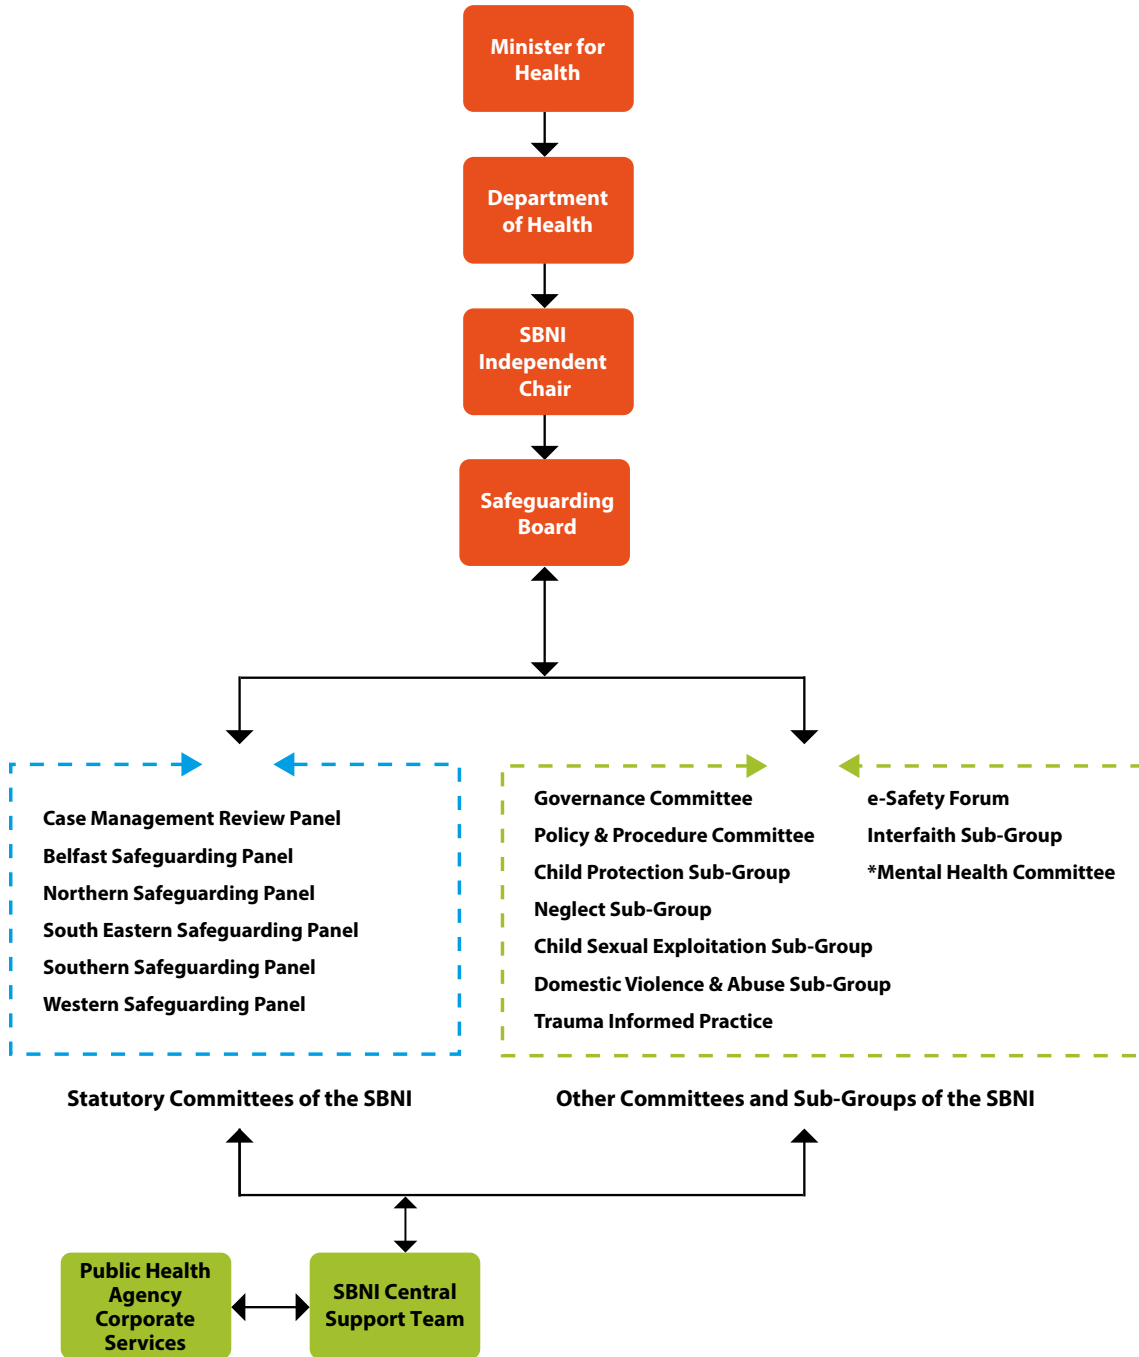 Minister for
Health
Department
of Health
SBNI
Independent
Chair
Safeguarding
Board
Case Management Review Panel
Belfast Safeguarding Panel
Northern Safeguarding Panel
South Eastern Safeguarding Panel
Southern Safeguarding Panel
Western Safeguarding Panel
Statutory Committees of the SBNI
Governance Committee
Policy & Procedure Committee
Child Protection Sub-Group
Neglect Sub-Group
Child Sexual Exploitation Sub-Group
Domestic Violence & Abuse Sub-Group
Trauma Informed Practice
e-Safety Forum
Interfaith Sub-Group
*Mental Health Committee
Other Committees and Sub-Groups of the SBNI
Public Health
Agency
Corporate
Services
SBNI Central
Support Team